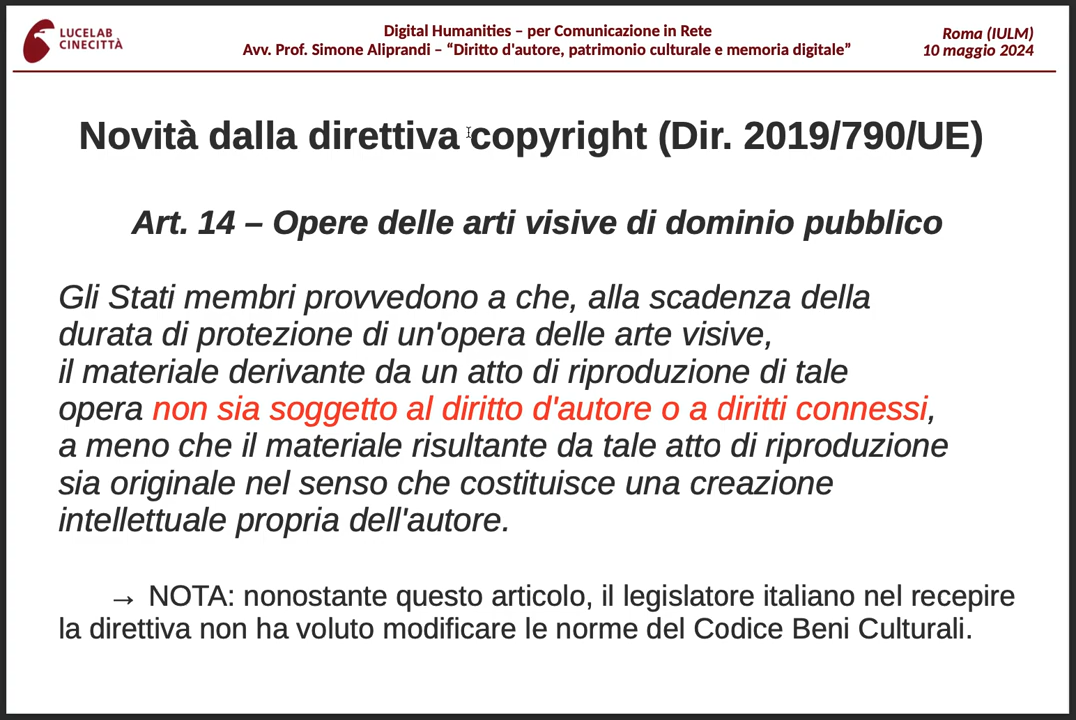 LUCELAB
CINECITTÀ
Digital Humanities – per Comunicazione in Rete
Avv. Prof. Simone Aliprandi – “Diritto d'autore, patrimonio culturale e memoria digitale”
Roma (IULM)
10 maggio 2024
Novità dalla direttiva copyright (Dir. 2019/790/UE)
Art. 14 – Opere delle arti visive di dominio pubblico
Gli Stati membri provvedono a che, alla scadenza della
durata di protezione di un'opera delle arte visive,
il materiale derivante da un atto di riproduzione di tale
opera non sia soggetto al diritto d'autore o a diritti connessi,
a meno che il materiale risultante da tale atto di riproduzione
sia originale nel senso che costituisce una creazione
intellettuale propria dell'autore.
→ NOTA: nonostante questo articolo, il legislatore italiano nel recepire
la direttiva non ha voluto modificare le norme del Codice Beni Culturali.